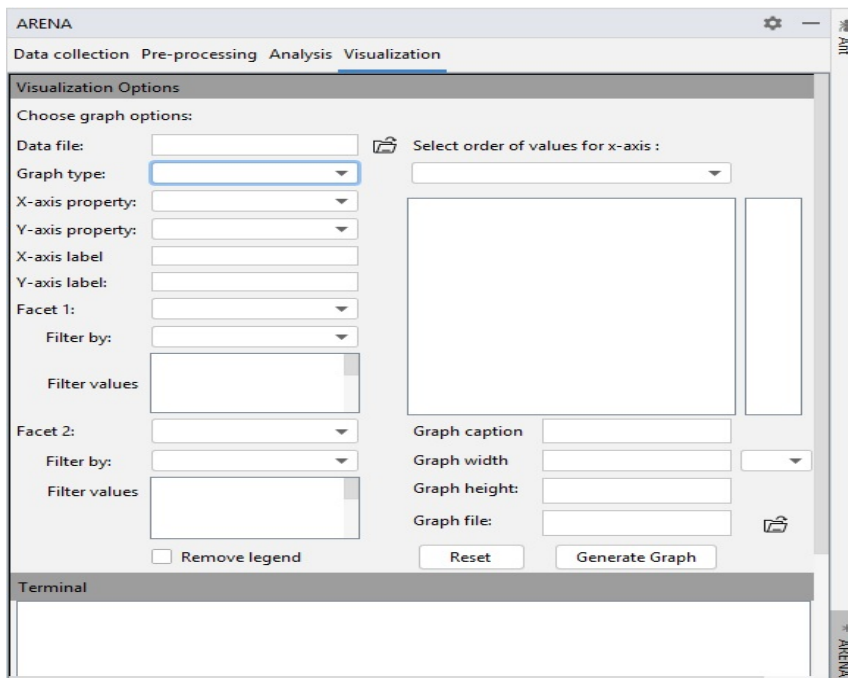 ARENA
Ant
Data collection Pre-processing Analysis Visualization
Visualization Options
Choose graph options:
Data file:
Select order of values for x-axis :
Graph type:
X-axis property:
Y-axis property:
X-axis label
Y-axis label:
Facet 1:
Filter by:
Filter values
Facet 2:
Graph caption
Filter by:
Graph width
Filter values
Graph height:
Graph file:
Remove legend
Reset
Generate Graph
Terminal
ARENA